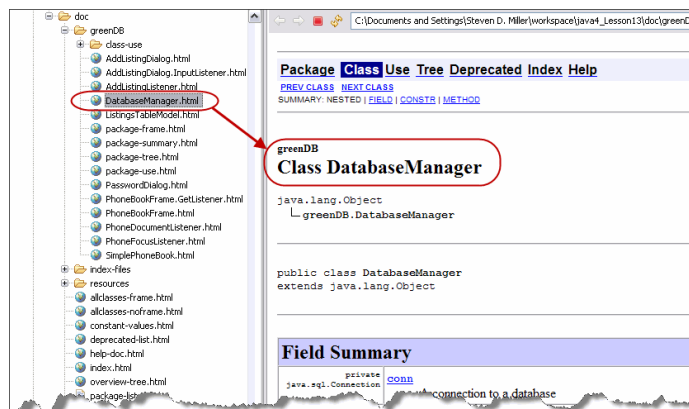 doc
greenDB
class-use
AddListingDialog.html
AddListingDialog.InputListener.html
AddListingListener.html
DatabaseManager.html
ListingsTableModel.html
package-frame.html
package-summary.html
package-tree.html
package-use.html
PasswordDialog.html
PhoneBookFrame.GetListener.html
PhoneBookFrame.html
PhoneDocumentListener.html
PhoneFocusListener.html
SimplePhoneBook.html
index-files
resources
allclasses-frame.html
allclasses-noframe.html
constant-values.html
deprecated-list.html
help-doc.html
index.html
overview-tree.html
C:\Documents and Settings\Steven D. Miller\workspace\java4_Lesson13\doc\greenD
Package Class Use Tree Deprecated Index Help
PREV CLASS NEXT CLASS
SUMMARY: NESTED | FIELD | CONSTR | METHOD
greenDB
Class DatabaseManager
java.lang.Object
greenDB.DatabaseManager
public class DatabaseManager
extends java.lang.Object
Field Summary
private
java.sql.Connection
conn
A connection to a database